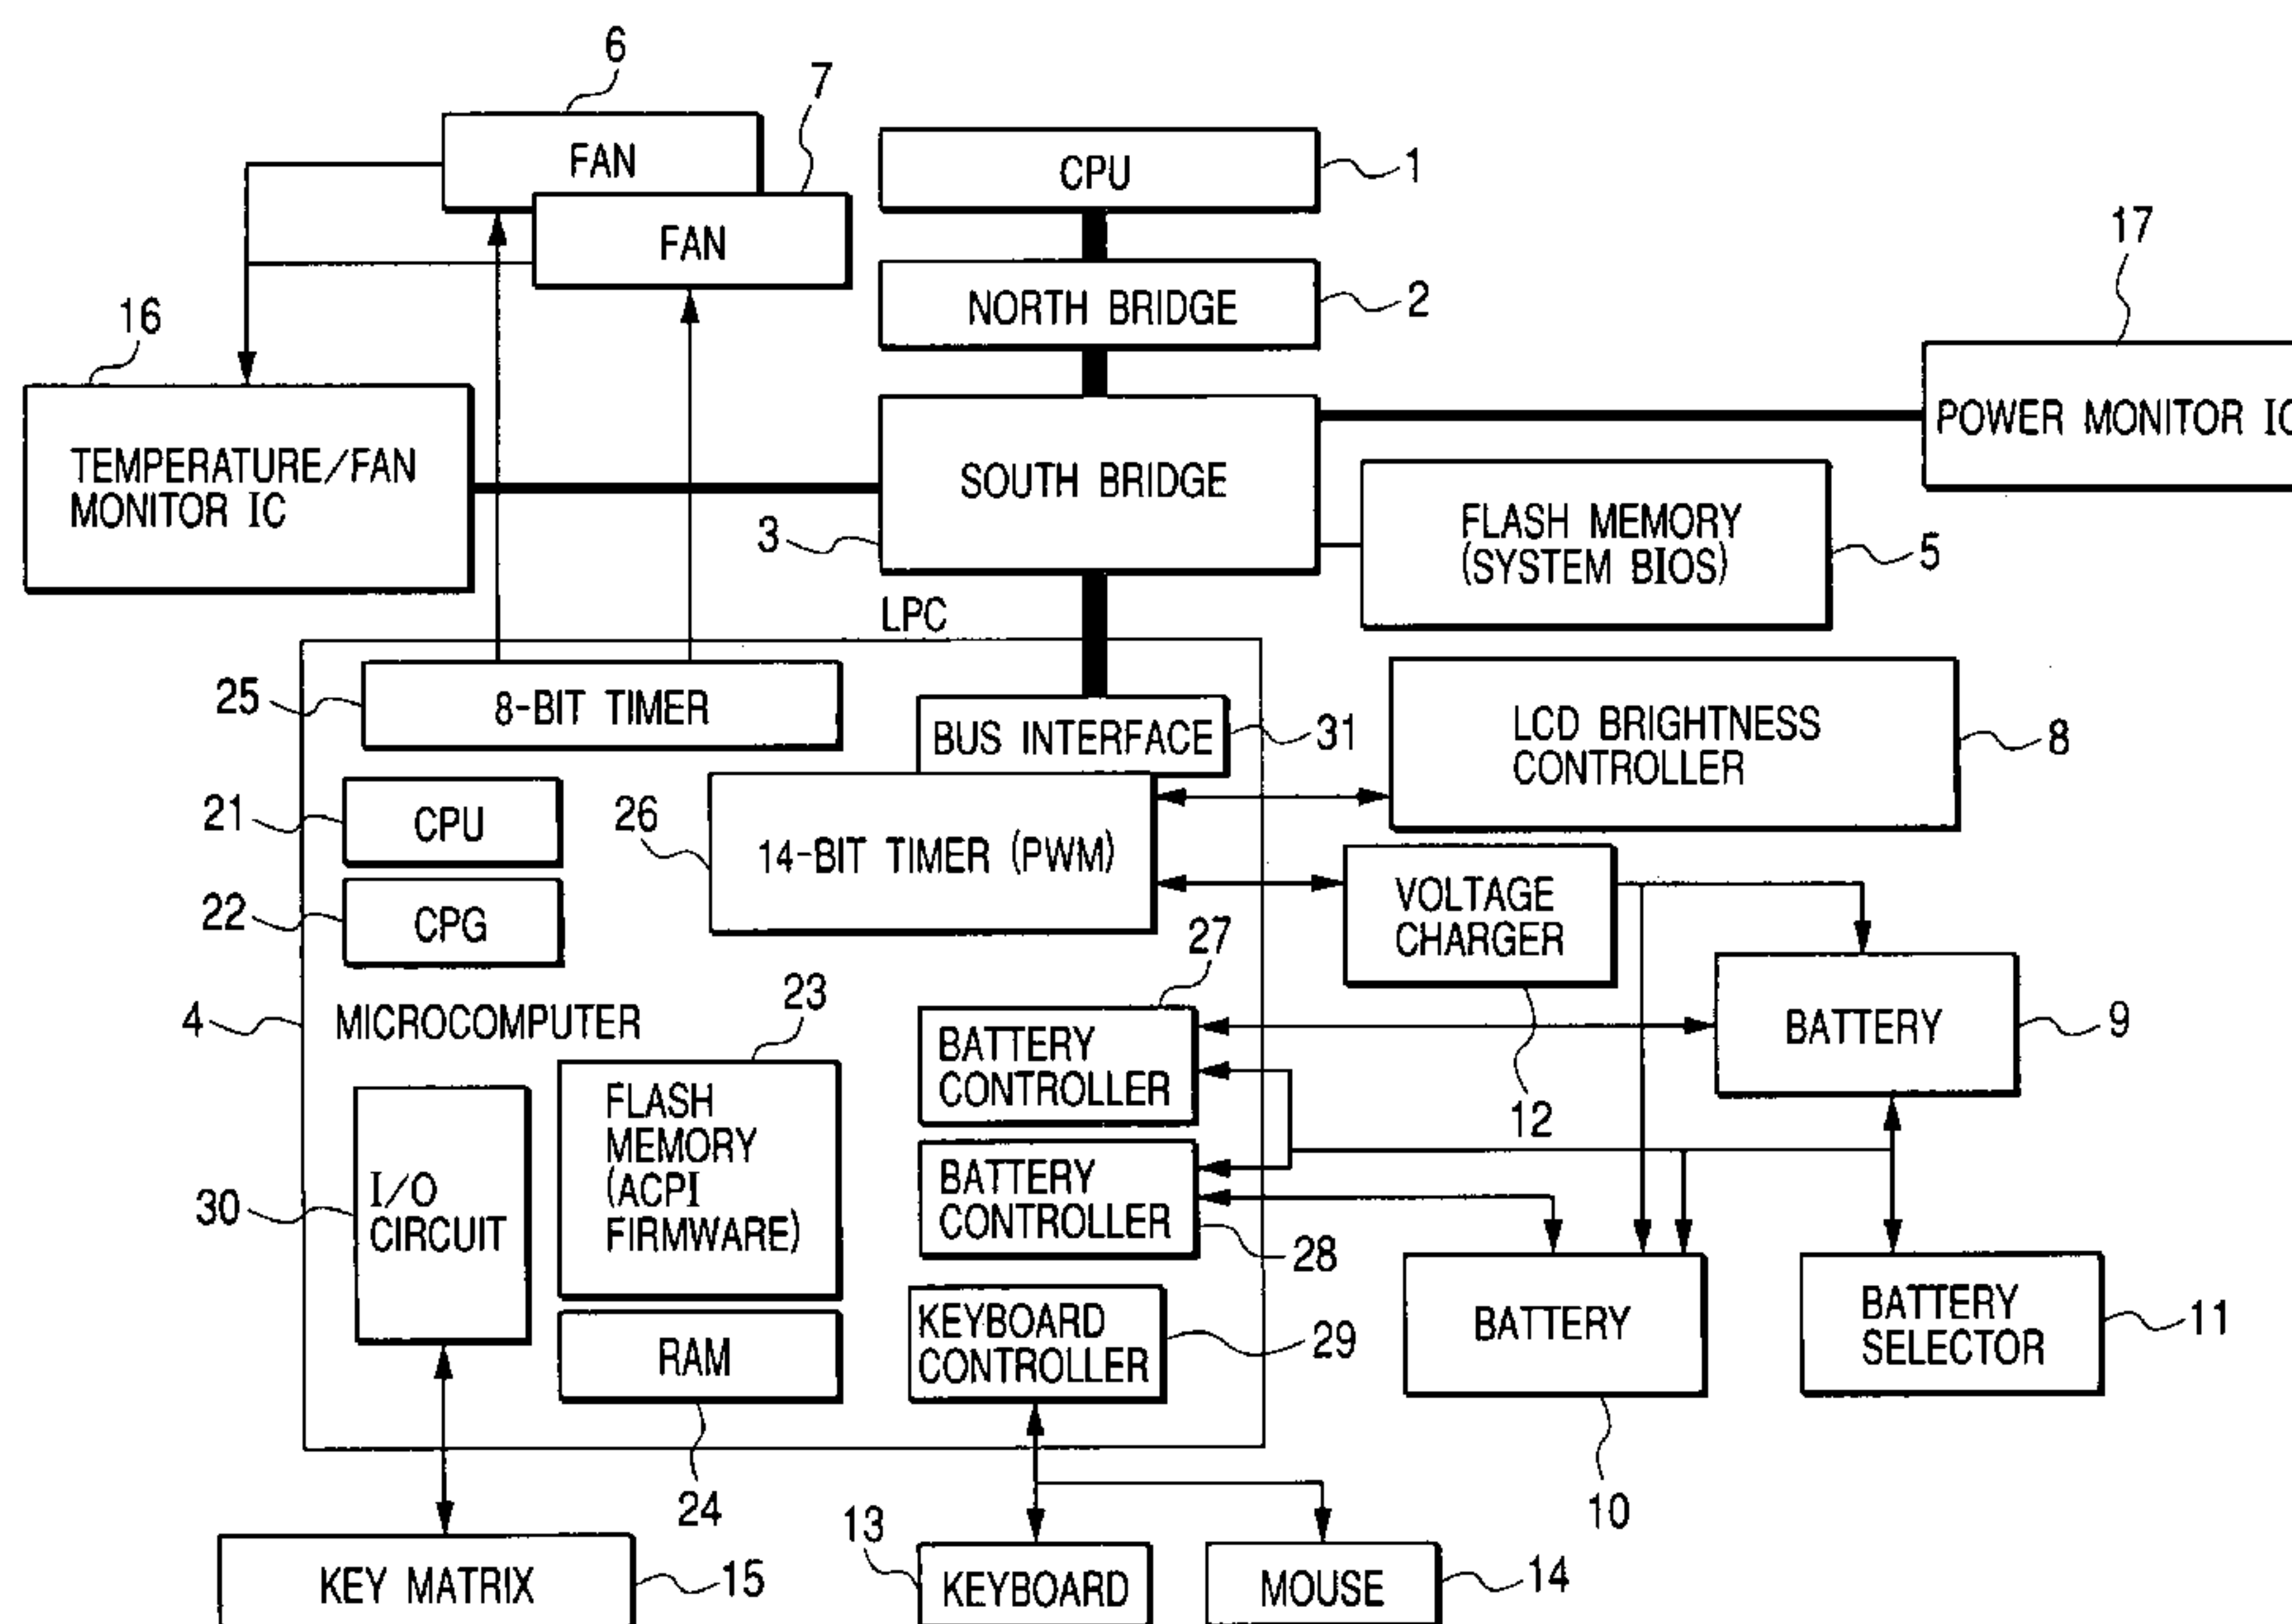 6
7
FAN
CPU
1
FAN
17
NORTH BRIDGE
2
16
POWER MONITOR IC
TEMPERATURE/FAN
MONITOR IC
SOUTH BRIDGE
3
FLASH MEMORY
(SYSTEM BIOS)
5
LPC
25
8-BIT TIMER
BUS INTERFACE
31
LCD BRIGHTNESS
CONTROLLER
8
21
CPU
26
14-BIT TIMER (PWM)
22
CPG
VOLTAGE
CHARGER
27
23
4
MICROCOMPUTER
BATTERY
CONTROLLER
BATTERY
9
12
FLASH
MEMORY
(ACPI
FIRMWARE)
30
I/O
CIRCUIT
BATTERY
CONTROLLER
28
KEYBOARD
CONTROLLER
29
BATTERY
BATTERY
SELECTOR
11
RAM
24
10
13
KEY MATRIX
15
KEYBOARD
MOUSE
14